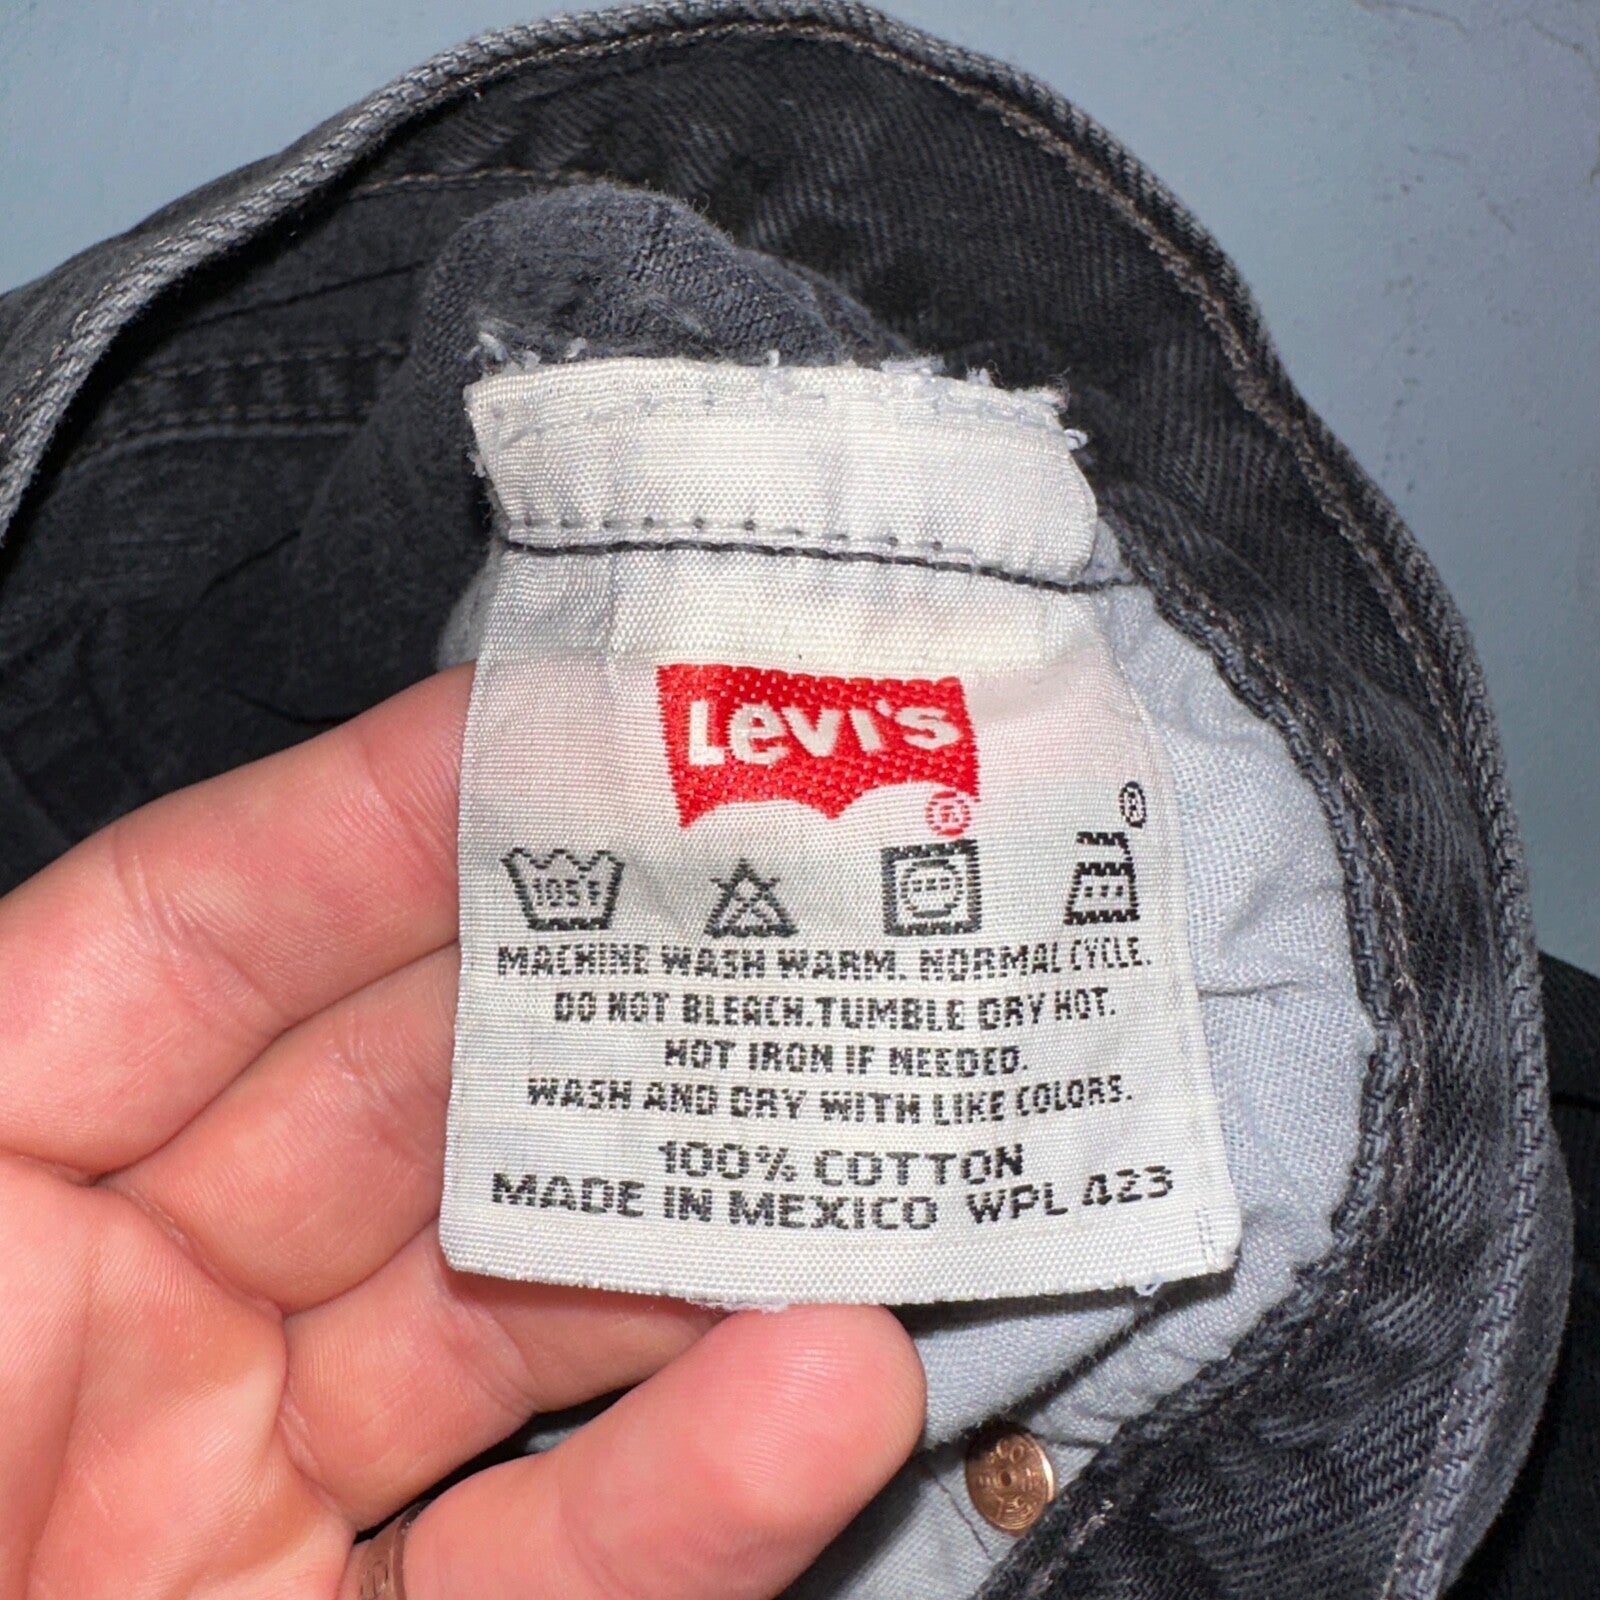 Levi's
®
®
105F
MACHINE WASH WARM. NORMAL CYCLE.
DO NOT BLEACH.TUMBLE DRY HOT.
HOT IRON IF NEEDED.
WASH AND DRY WITH LIKE COLORS.
100% COTTON
MADE IN MEXICO WPL 423